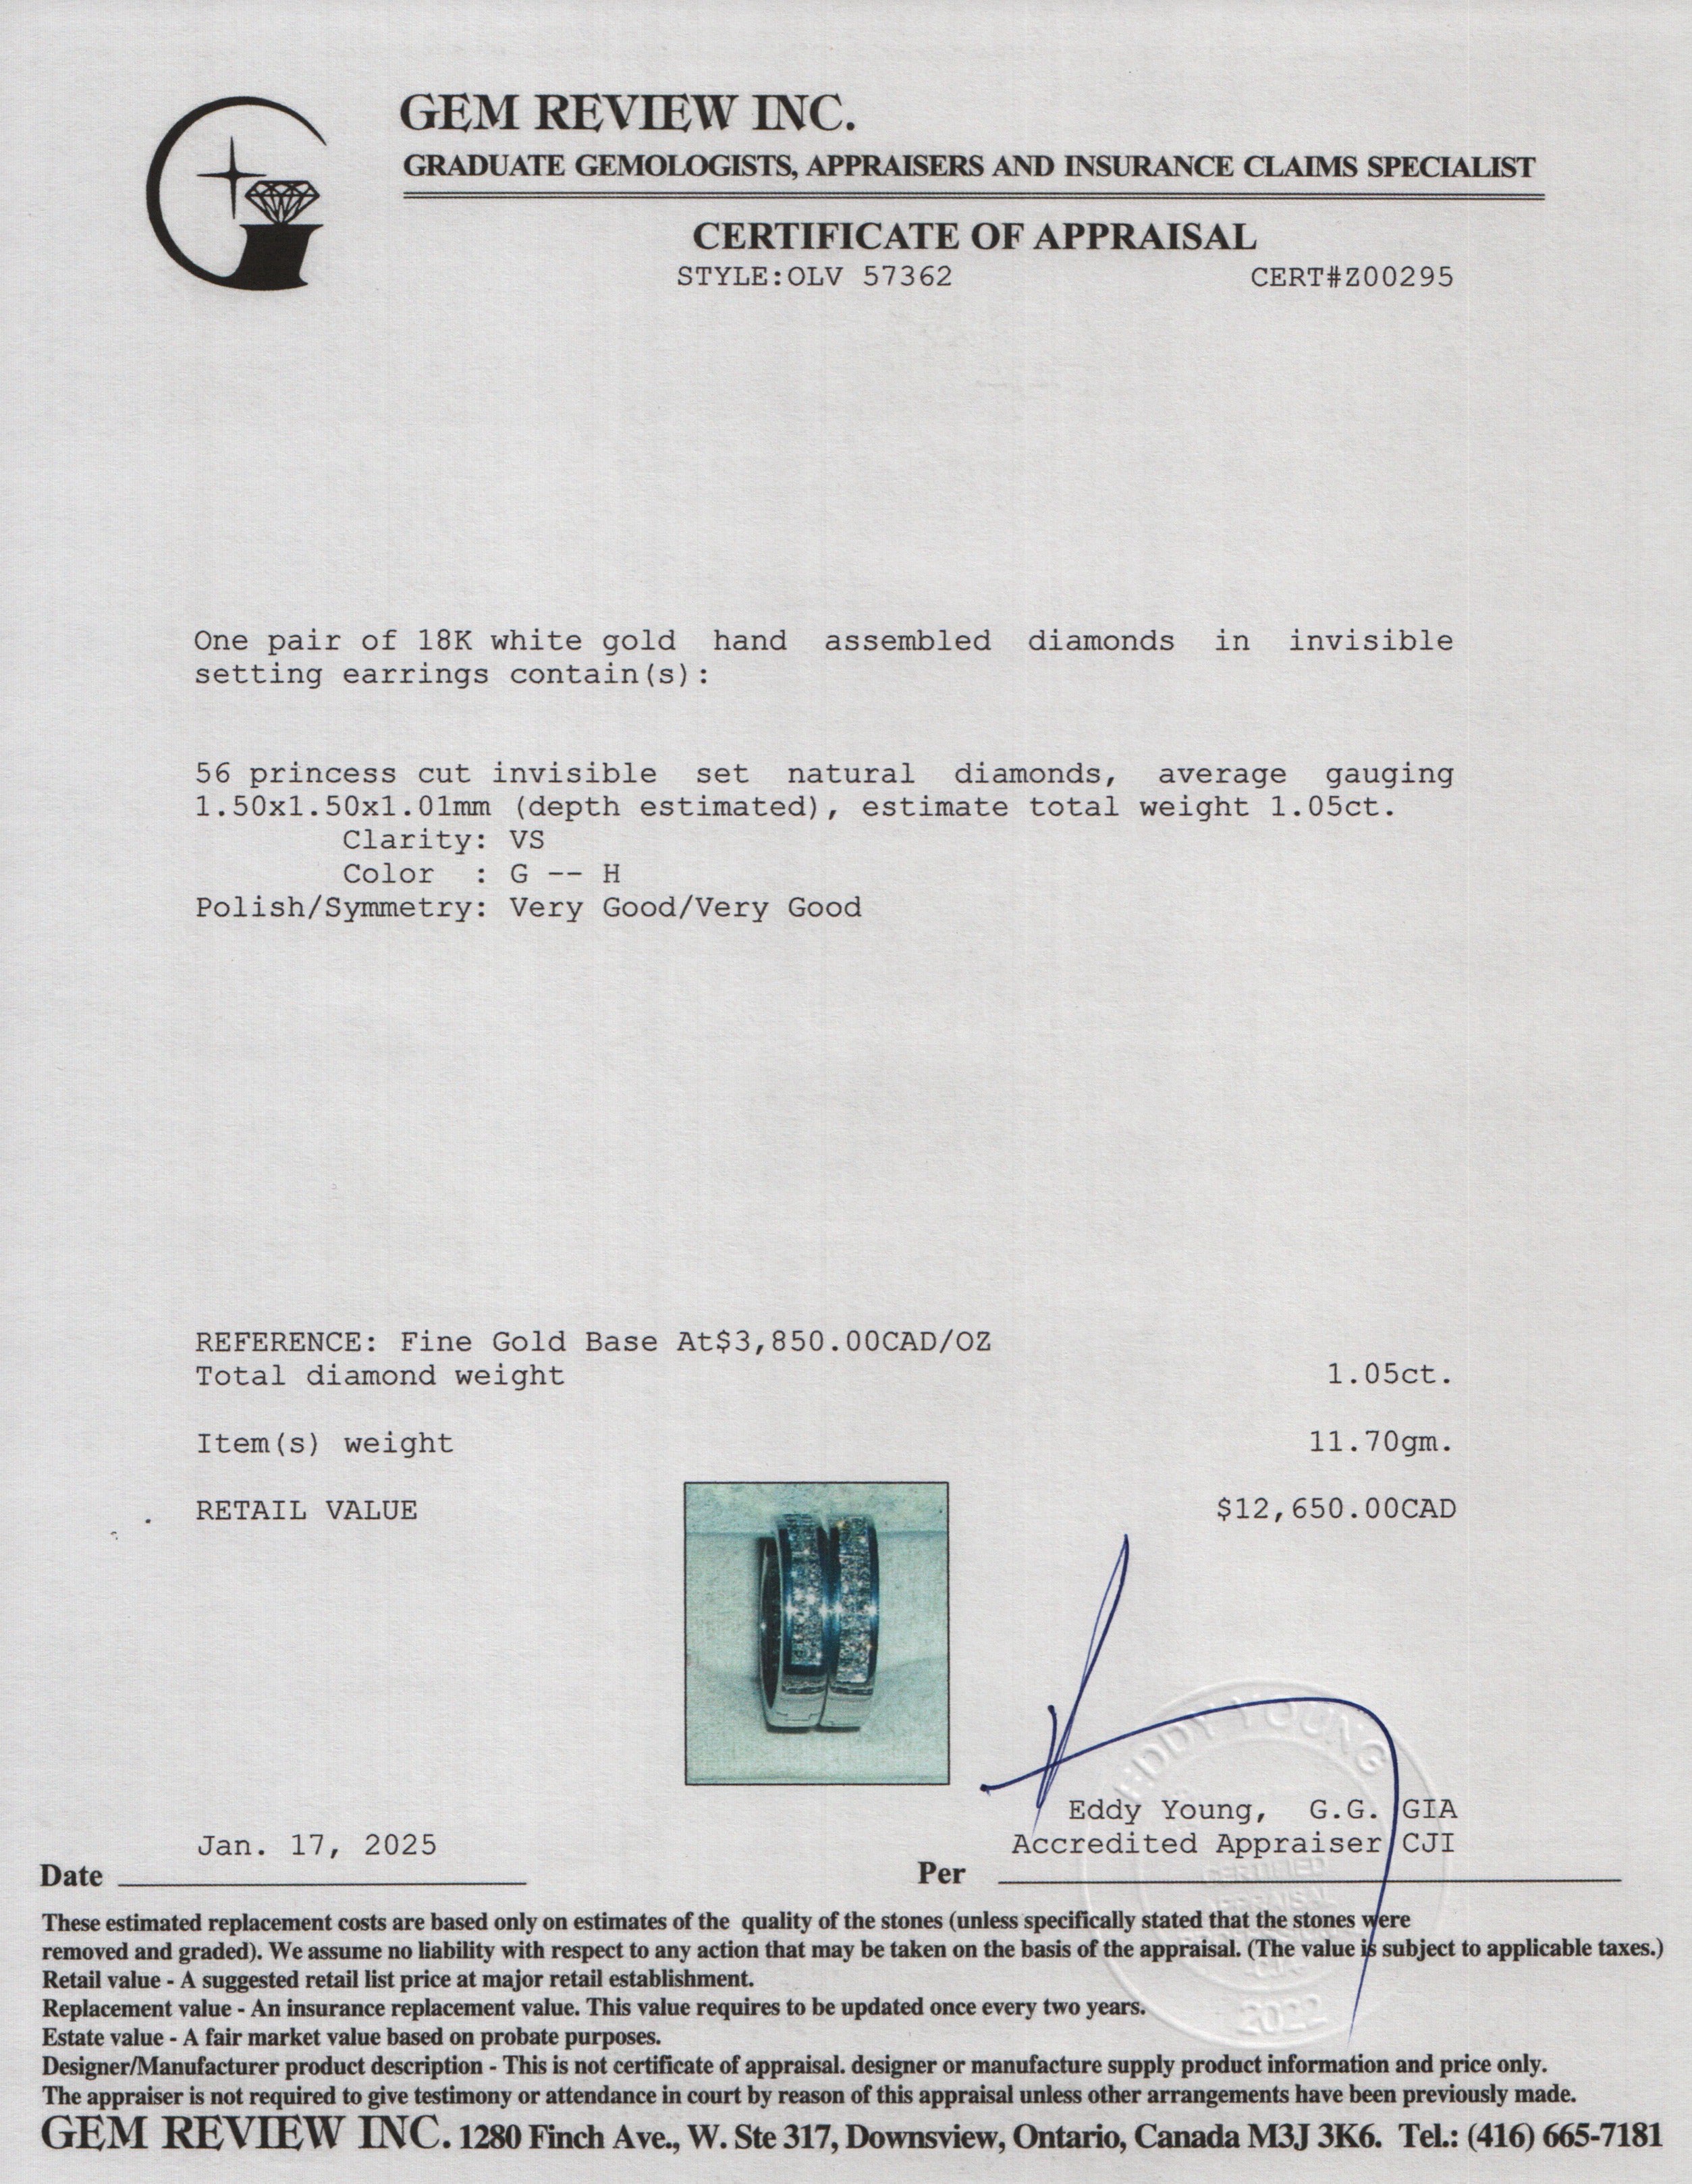 GEM REVIEW INC.
GRADUATE GEMOLOGISTS, APPRAISERS AND INSURANCE CLAIMS SPECIALIST
CERTIFICATE OF APPRAISAL
STYLE:OLV 57362 CERT#Z00295
One pair of 18K white gold hand assembled diamonds in invisible
setting earrings contain(s):
56 princess cut invisible set natural diamonds, average gauging
1.50x1.50x1.01mm (depth estimated), estimate total weight 1.05ct.
Clarity: VS
Color : G -- H
Polish/Symmetry: Very Good/Very Good
REFERENCE: Fine Gold Base At$3,850.00CAD/OZ
Total diamond weight 1.05ct.
Item(s) weight 11.70gm.
RETAIL VALUE $12,650.00CAD
EDDY YOUNG
Eddy Young, G.G. GIA
Jan. 17, 2025 Accredited Appraiser CJI
Date Per
CERTIFIED
APPRAISAL
2022
These estimated replacement costs are based only on estimates of the quality of the stones (unless specifically stated that the stones were
removed and graded). We assume no liability with respect to any action that may be taken on the basis of the appraisal. (The value is subject to applicable taxes.)
Retail value - A suggested retail list price at major retail establishment.
Replacement value - An insurance replacement value. This value requires to be updated once every two years.
Estate value - A fair market value based on probate purposes.
Designer/Manufacturer product description - This is not certificate of appraisal. designer or manufacture supply product information and price only.
The appraiser is not required to give testimony or attendance in court by reason of this appraisal unless other arrangements have been previously made.
GEM REVIEW INC. 1280 Finch Ave., W. Ste 317, Downsview, Ontario, Canada M3J 3K6. Tel.: (416) 665-7181